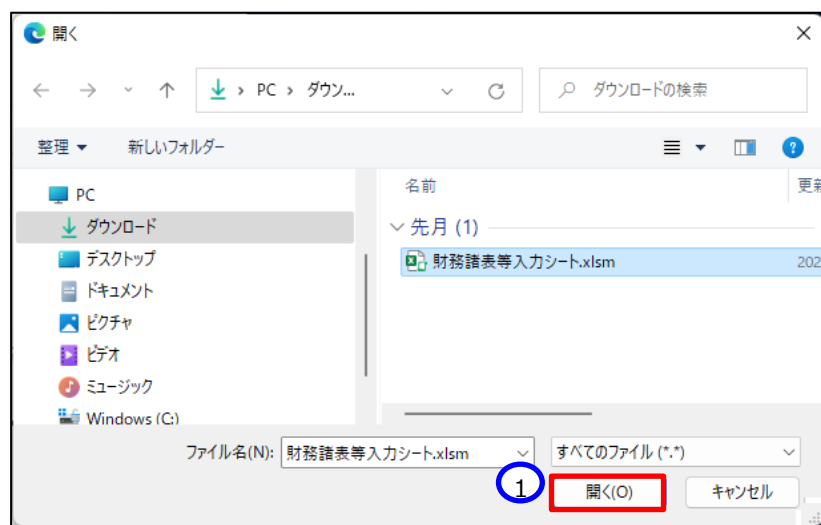 開く
PC › ダウン...
ダウンロードの検索
整理
新しいフォルダー
PC
ダウンロード
デスクトップ
ドキュメント
ピクチャ
ビデオ
ミュージック
Windows (C:)
名前
先月 (1)
財務諸表等入力シート.xlsm
202
ファイル名(N):
財務諸表等入力シート.xlsm
すべてのファイル (*.*)
1
開く(O)
キャンセル